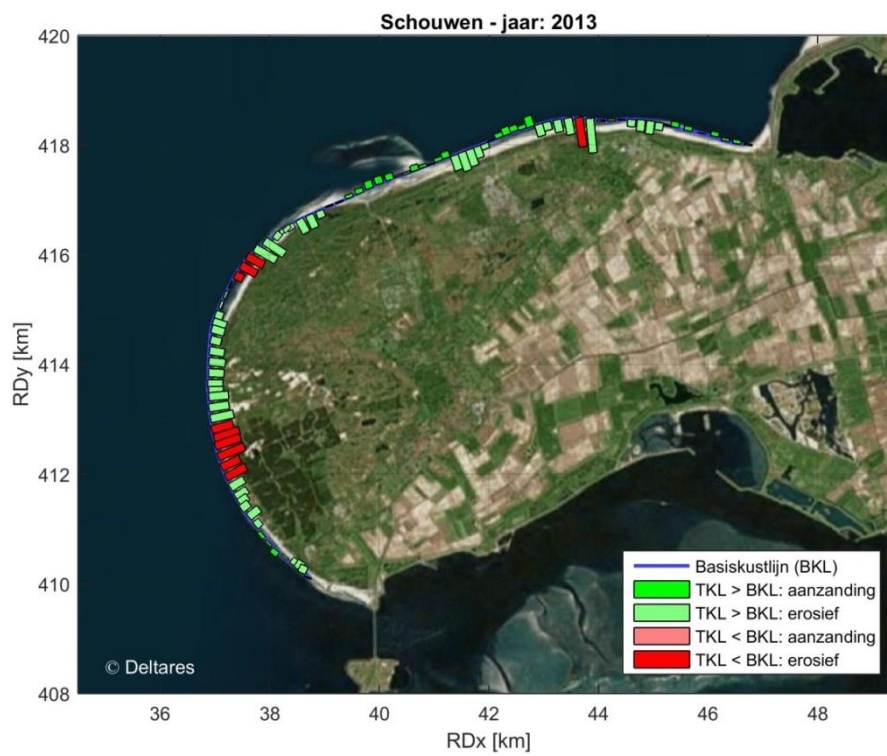 Schouwen - jaar: 2013
420
418
416
414
412
410
408
RDy [km]
Basiskustlijn (BKL)
TKL > BKL: aanzanding
TKL > BKL: erosief
TKL < BKL: aanzanding
TKL < BKL: erosief
© Deltares
36 38 40 42 44 46 48
RDx [km]